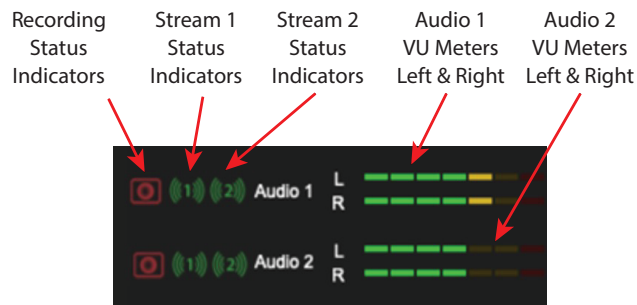 Recording
Status
Indicators
Stream 1
Status
Indicators
Stream 2
Status
Indicators
Audio 1
VU Meters
Left & Right
Audio 2
VU Meters
Left & Right
1 2 Audio 1 L
R
1 2 Audio 2 L
R